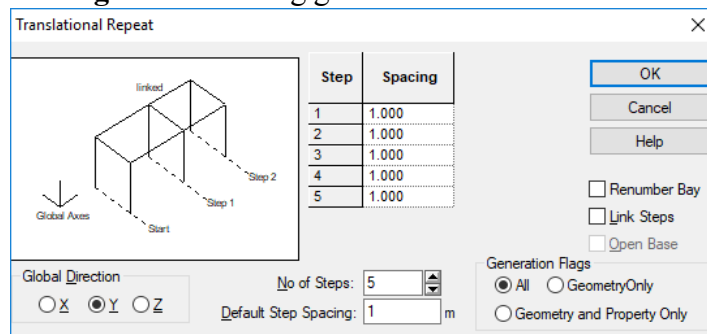 Translational Repeat
linked
Step 2
Step 1
Start
Global Axes
Step Spacing
1 1.000
2 1.000
3 1.000
4 1.000
5 1.000
OK
Cancel
Help
Renumber Bay
Link Steps
Open Base
Global Direction
X Y Z
No of Steps: 5
Default Step Spacing: 1 m
Generation Flags
All GeometryOnly
Geometry and Property Only